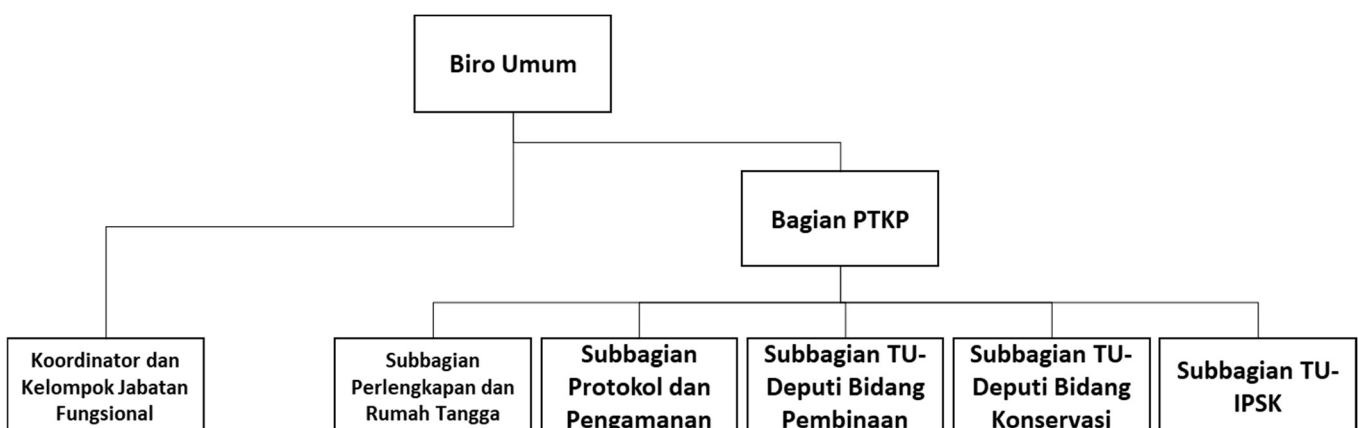 Biro Umum
Bagian PTKP
Koordinator dan
Kelompok Jabatan
Fungsional
Subbagian
Perlengkapan dan
Rumah Tangga
Subbagian
Protokol dan
Pengamanan
Subbagian TU-
Deputi Bidang
Pembinaan
Subbagian TU-
Deputi Bidang
Konservasi
Subbagian TU-
IPSK